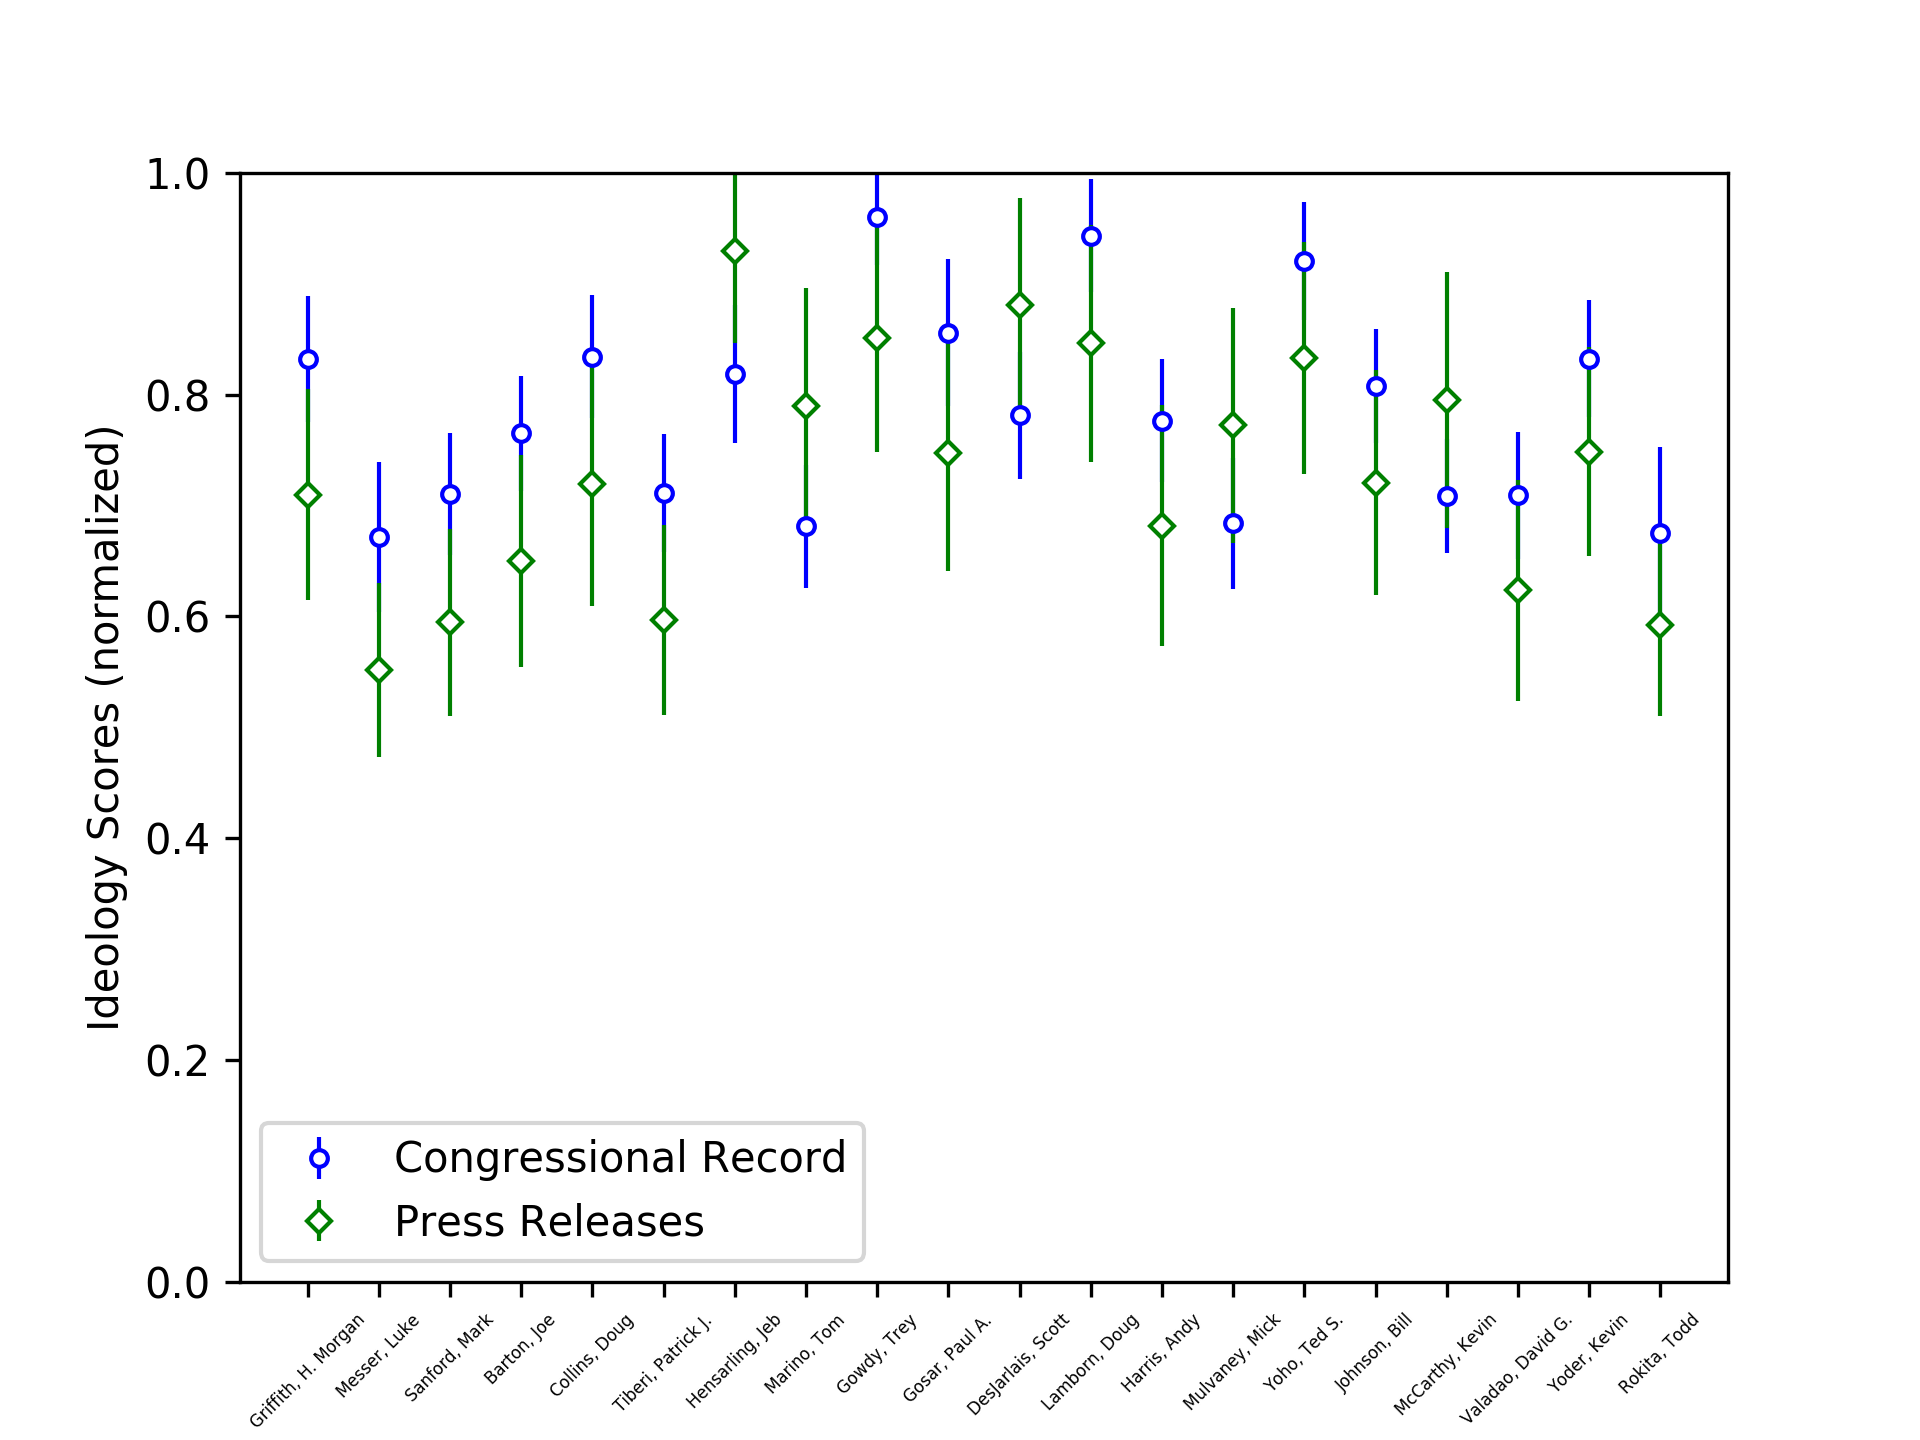 1.0
0.8
0.6
0.4
0.2
0.0
Ideology Scores (normalized)
Congressional Record
Press Releases
Griffith, H. Morgan
Messer, Luke
Sanford, Mark
Barton, Joe
Collins, Doug
Tiberi, Patrick J.
Hensarling, Jeb
Marino, Tom
Gowdy, Trey
Gosar, Paul A.
DesJarlais, Scott
Lamborn, Doug
Harris, Andy
Mulvaney, Mick
Yoho, Ted S.
Johnson, Bill
McCarthy, Kevin
Valadao, David G.
Yoder, Kevin
Rokita, Todd